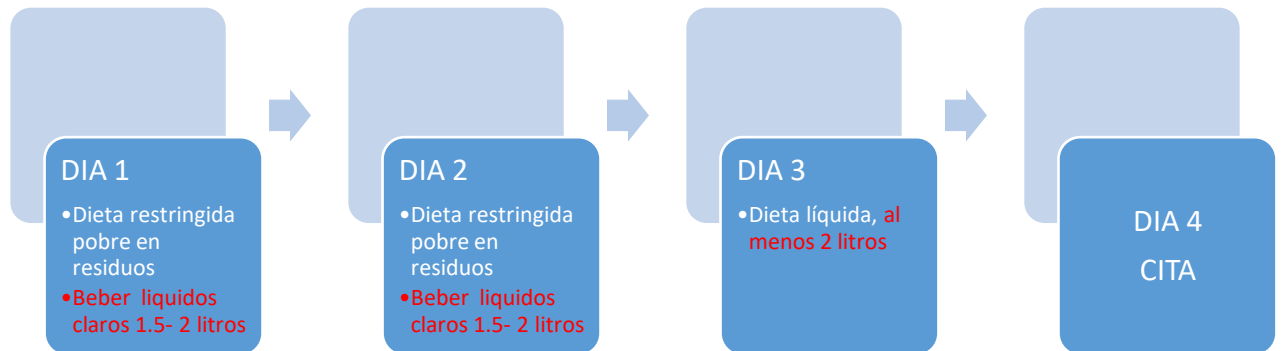 DIA 1
•Dieta restringida
pobre en
residuos
•Beber liquidos
claros 1.5- 2 litros
DIA 2
•Dieta restringida
pobre en
residuos
•Beber liquidos
claros 1.5- 2 litros
DIA 3
•Dieta líquida, al
menos 2 litros
DIA 4
CITA